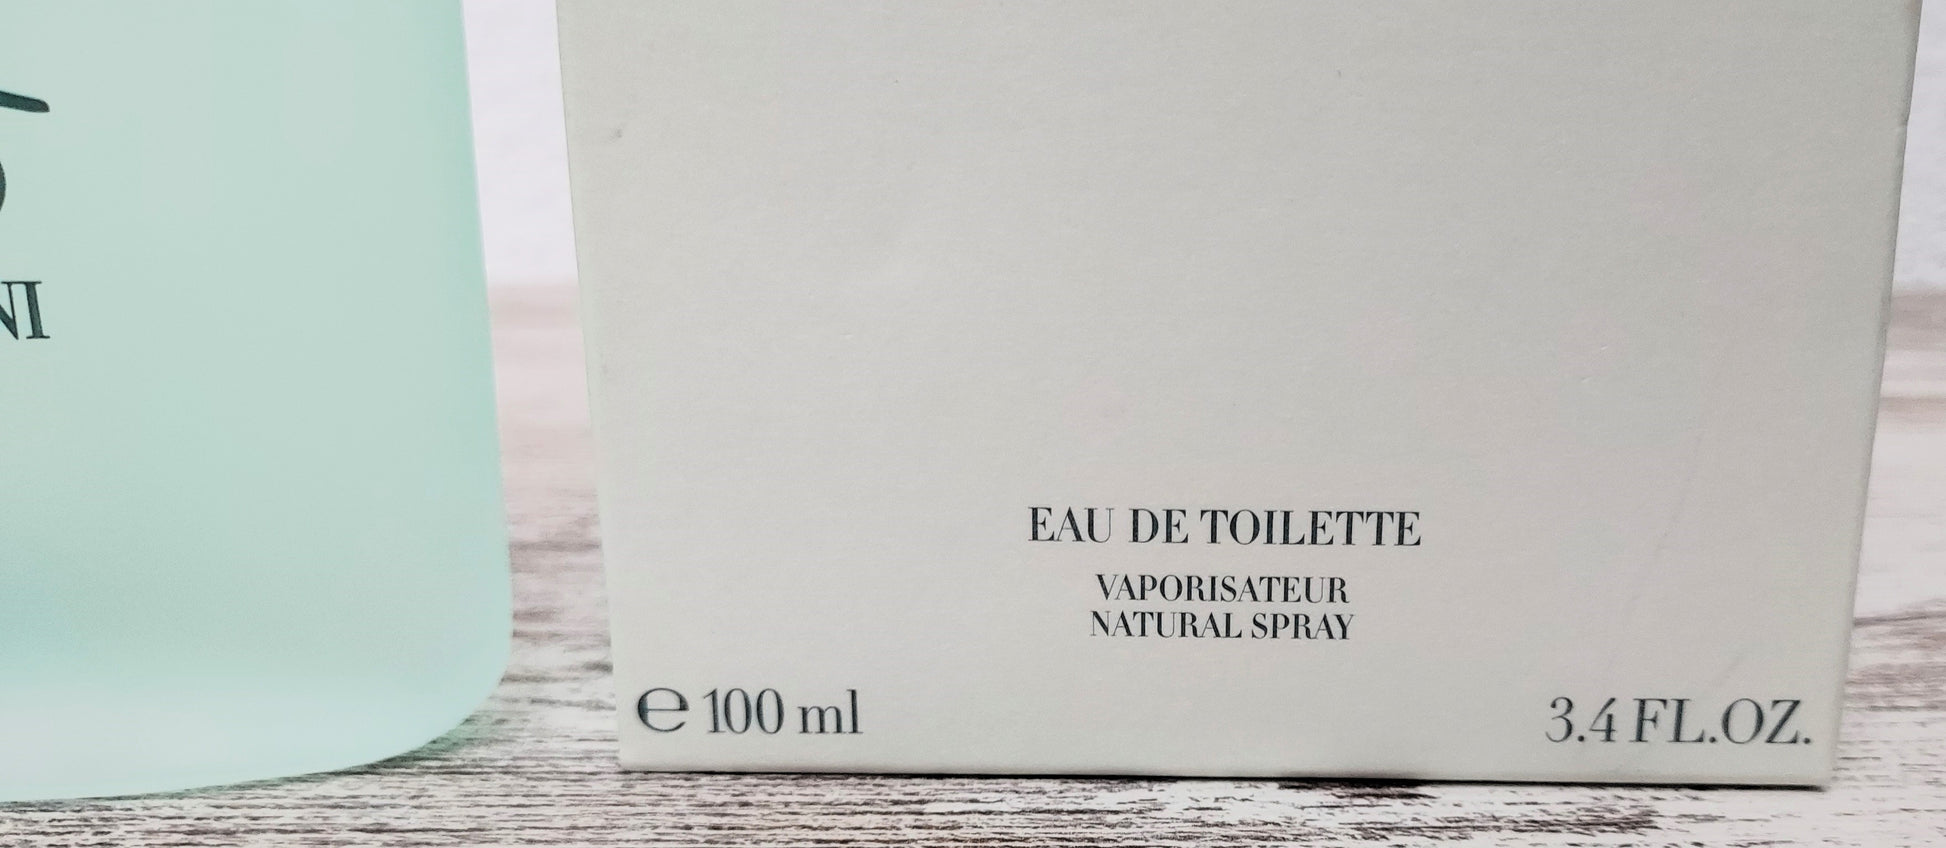 NI
EAU DE TOILETTE
VAPORISATEUR
NATURAL SPRAY
℮ 100 ml
3.4 FL.OZ.